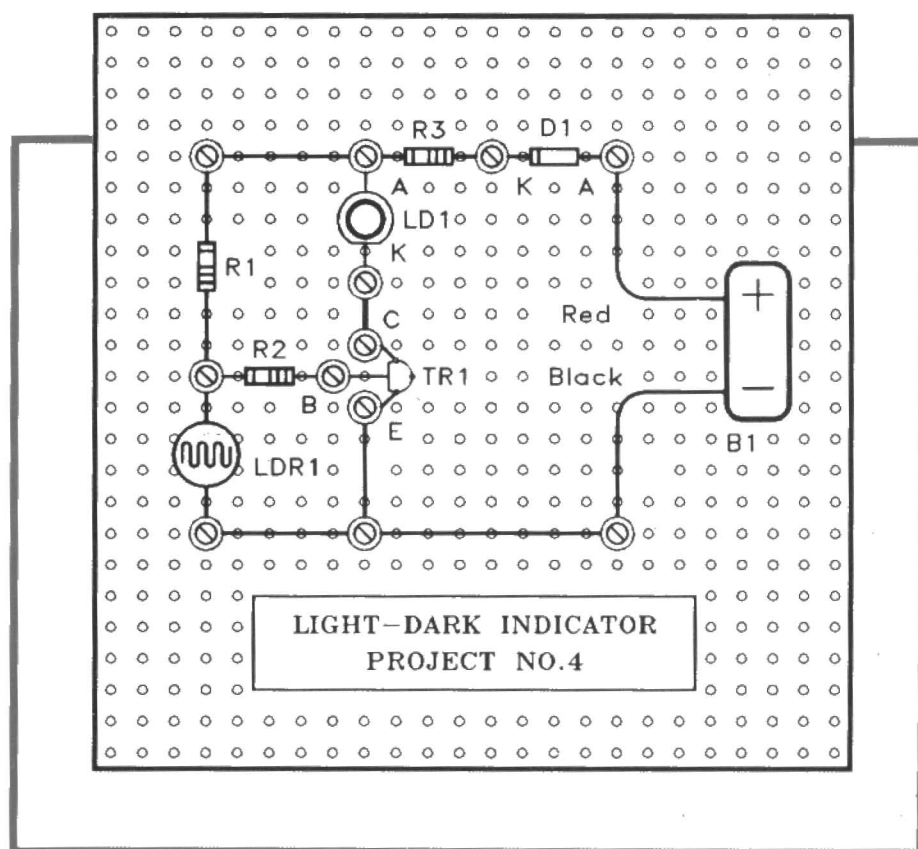 R3 D1
A K A
LD1
K
R1
Red
C
R2 TR1 Black
B
E
B1
LDR1
LIGHT-DARK INDICATOR
PROJECT NO.4